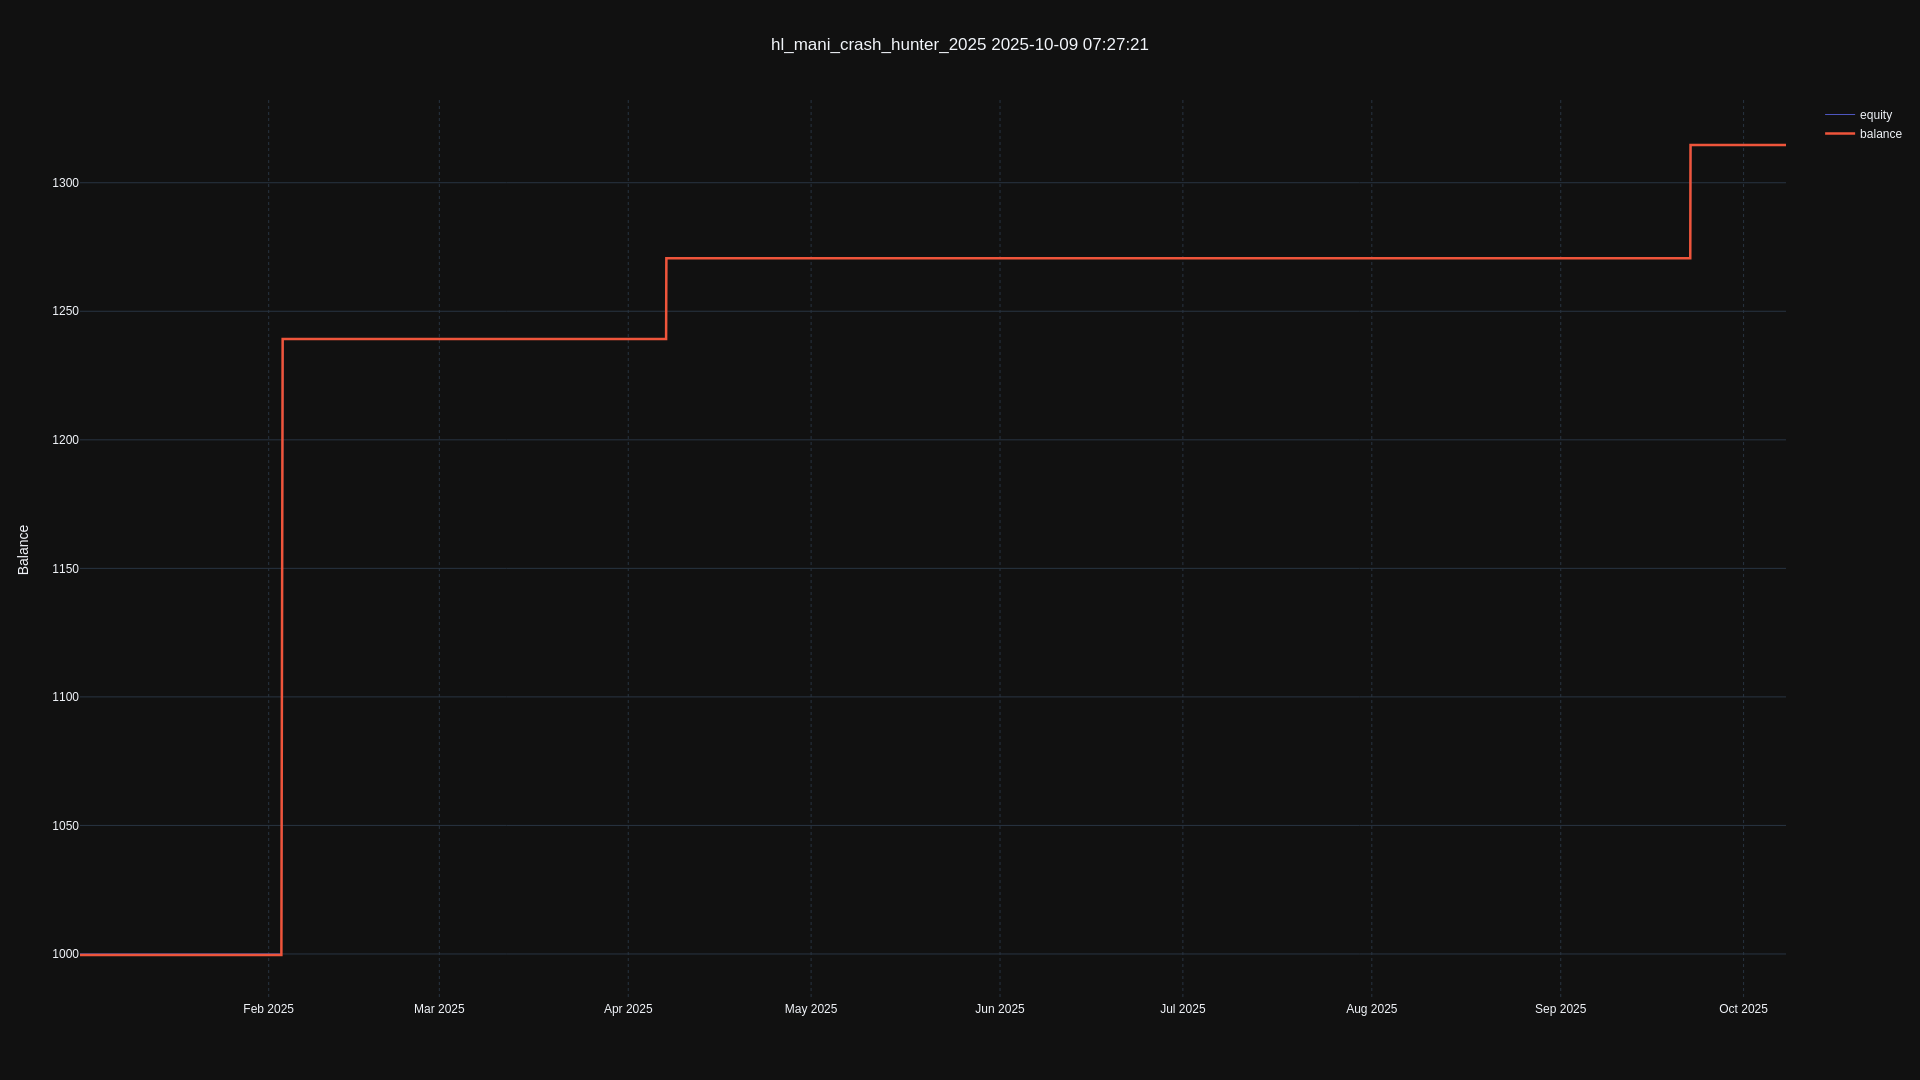 hl_mani_crash_hunter_2025 2025-10-09 07:27:21
equity
balance
1300
1250
1200
1150
1100
1050
1000
Balance
Feb 2025
Mar 2025
Apr 2025
May 2025
Jun 2025
Jul 2025
Aug 2025
Sep 2025
Oct 2025